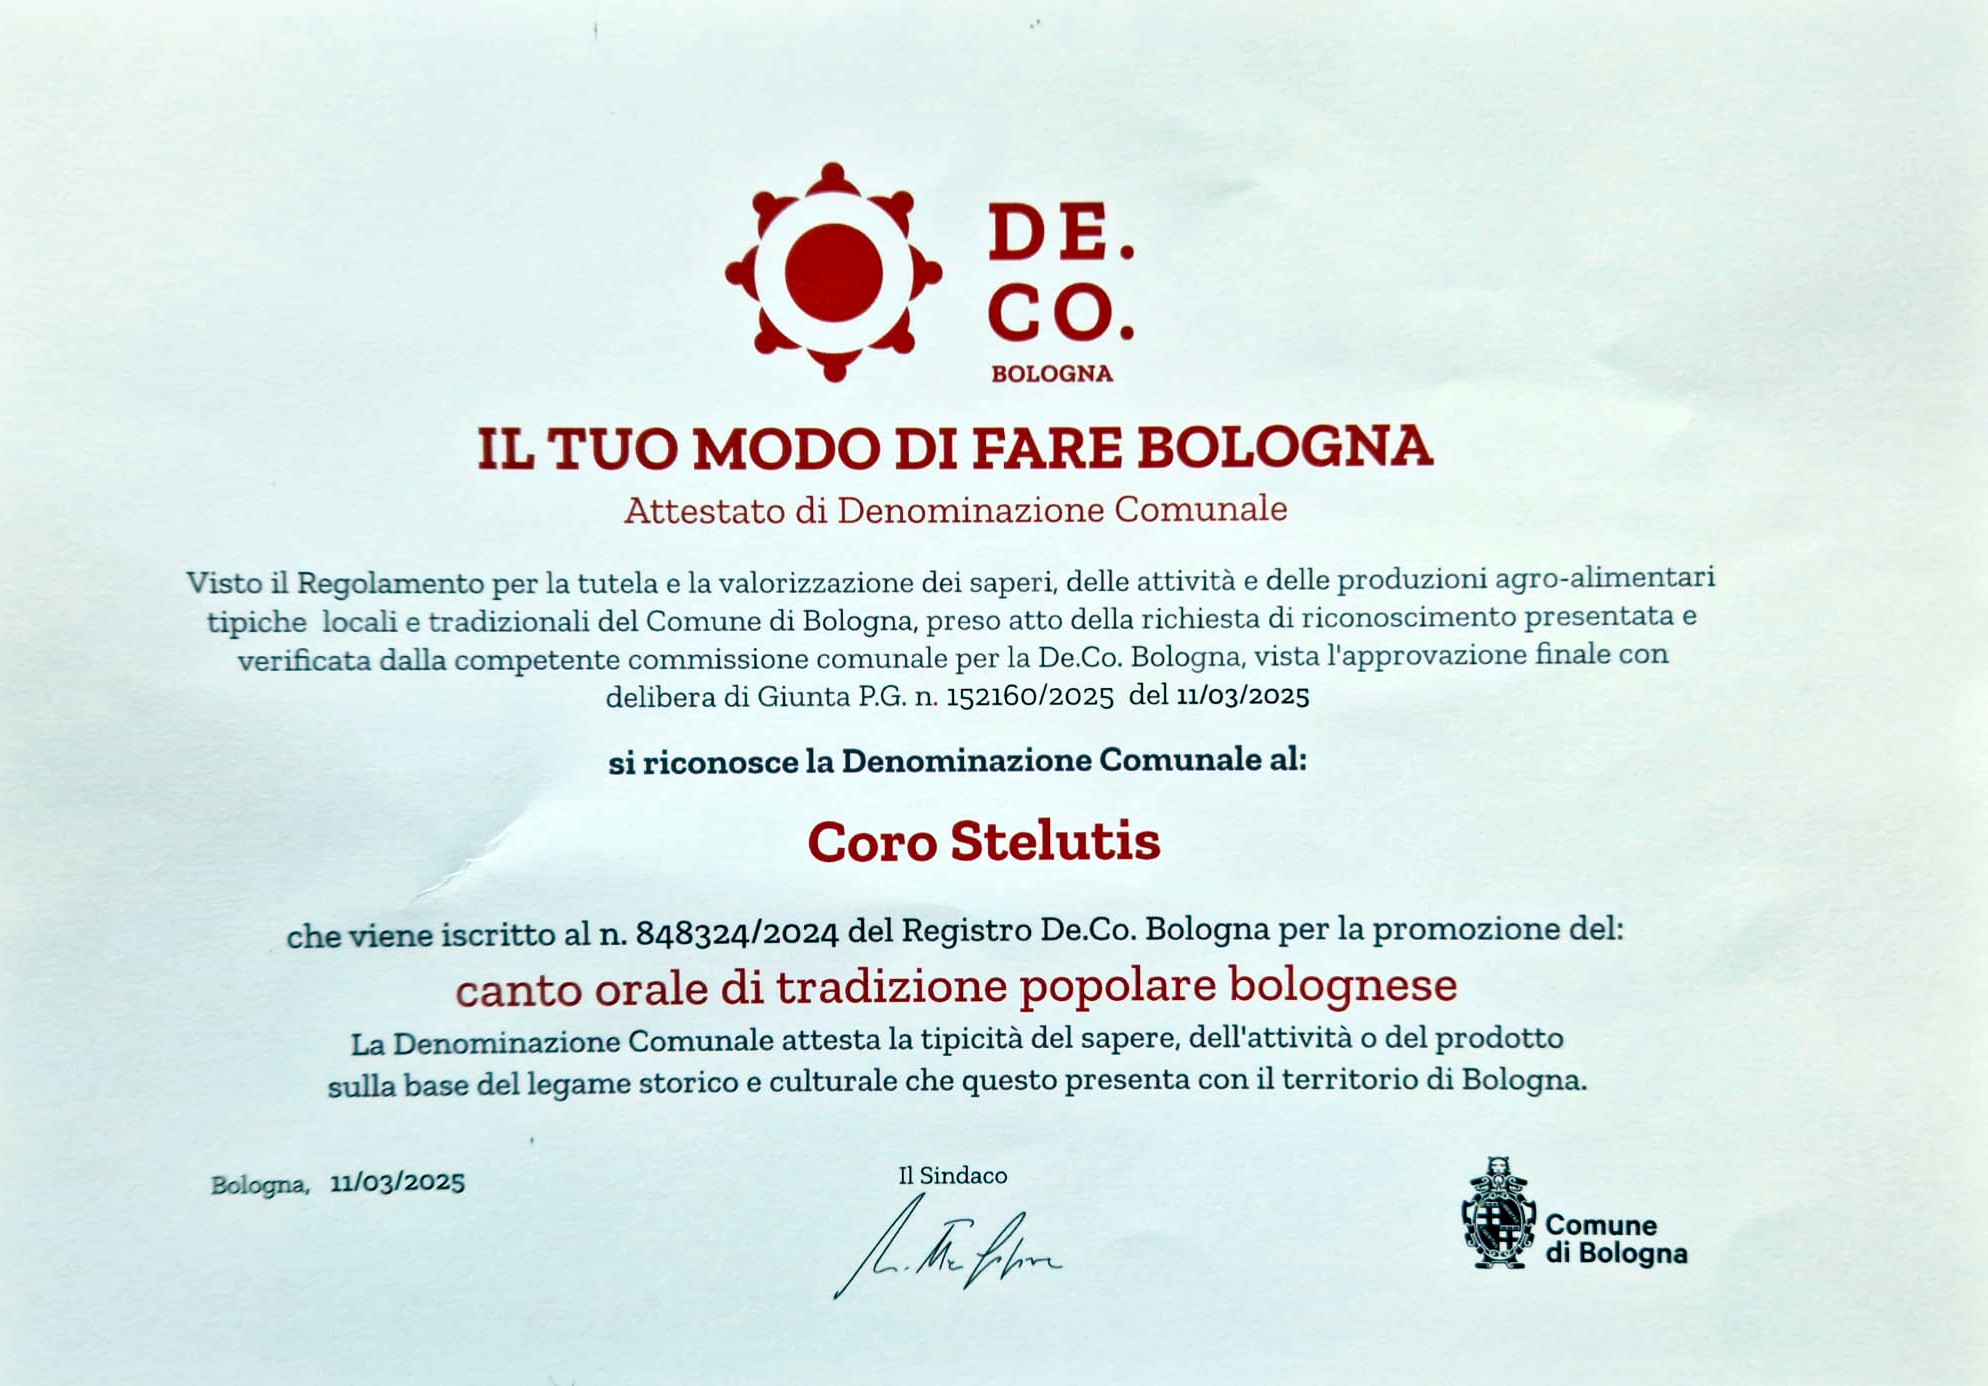 DE.
CO.
BOLOGNA
IL TUO MODO DI FARE BOLOGNA
Attestato di Denominazione Comunale
Visto il Regolamento per la tutela e la valorizzazione dei saperi, delle attività e delle produzioni agro-alimentari
tipiche locali e tradizionali del Comune di Bologna, preso atto della richiesta di riconoscimento presentata e
verificata dalla competente commissione comunale per la De.Co. Bologna, vista l'approvazione finale con
delibera di Giunta P.G. n. 152160/2025 del 11/03/2025
si riconosce la Denominazione Comunale al:
Coro Stelutis
che viene iscritto al n. 848324/2024 del Registro De.Co. Bologna per la promozione del:
canto orale di tradizione popolare bolognese
La Denominazione Comunale attesta la tipicità del sapere, dell'attività o del prodotto
sulla base del legame storico e culturale che questo presenta con il territorio di Bologna.
Bologna, 11/03/2025
Il Sindaco
Comune
di Bologna